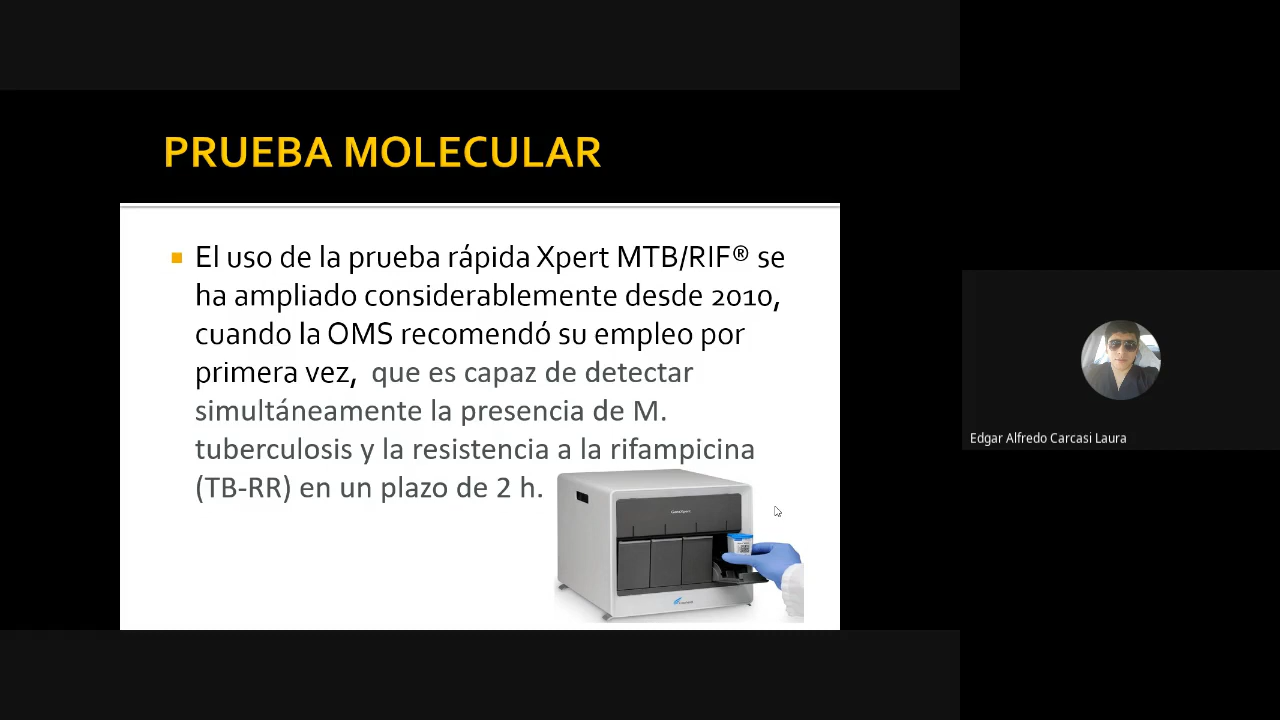 PRUEBA MOLECULAR
El uso de la prueba rápida Xpert MTB/RIF® se
ha ampliado considerablemente desde 2010,
cuando la OMS recomendó su empleo por
primera vez, que es capaz de detectar
simultáneamente la presencia de M.
tuberculosis y la resistencia a la rifampicina
(TB-RR) en un plazo de 2 h.
Edgar Alfredo Carcasi Laura